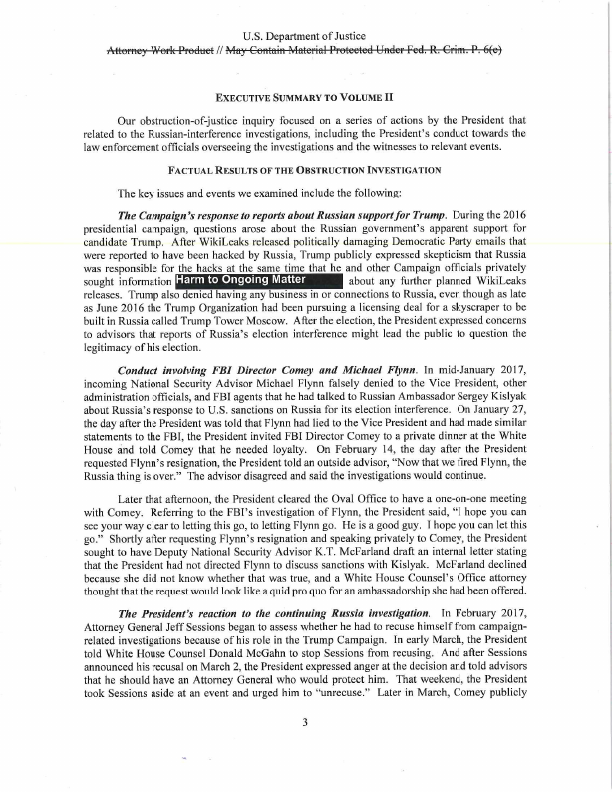 U.S. Department of Justice
Attorney Work Product // May Contain Material Protected Under Fed. R. Crim. P. 6(e)
EXECUTIVE SUMMARY TO VOLUME II
Our obstruction-of-justice inquiry focused on a series of actions by the President that
related to the Russian-interference investigations, including the President's conduct towards the
law enforcement officials overseeing the investigations and the witnesses to relevant events.
FACTUAL RESULTS OF THE OBSTRUCTION INVESTIGATION
The key issues and events we examined include the following:
The Campaign's response to reports about Russian support for Trump. During the 2016
presidential campaign, questions arose about the Russian government's apparent support for
candidate Trump. After WikiLeaks released politically damaging Democratic Party emails that
were reported to have been hacked by Russia, Trump publicly expressed skepticism that Russia
was responsible for the hacks at the same time that he and other Campaign officials privately
sought information Harm to Ongoing Matter about any further planned WikiLeaks
releases. Trump also denied having any business in or connections to Russia, even though as late
as June 2016 the Trump Organization had been pursuing a licensing deal for a skyscraper to be
built in Russia called Trump Tower Moscow. After the election, the President expressed concerns
to advisors that reports of Russia's election interference might lead the public to question the
legitimacy of his election.
Conduct involving FBI Director Comey and Michael Flynn. In mid-January 2017,
incoming National Security Advisor Michael Flynn falsely denied to the Vice President, other
administration officials, and FBI agents that he had talked to Russian Ambassador Sergey Kislyak
about Russia's response to U.S. sanctions on Russia for its election interference. On January 27,
the day after the President was told that Flynn had lied to the Vice President and had made similar
statements to the FBI, the President invited FBI Director Comey to a private dinner at the White
House and told Comey that he needed loyalty. On February 14, the day after the President
requested Flynn's resignation, the President told an outside advisor, "Now that we fired Flynn, the
Russia thing is over." The advisor disagreed and said the investigations would continue.
Later that afternoon, the President cleared the Oval Office to have a one-on-one meeting
with Comey. Referring to the FBI's investigation of Flynn, the President said, "I hope you can
see your way clear to letting this go, to letting Flynn go. He is a good guy. I hope you can let this
go." Shortly after requesting Flynn's resignation and speaking privately to Comey, the President
sought to have Deputy National Security Advisor K.T. McFarland draft an internal letter stating
that the President had not directed Flynn to discuss sanctions with Kislyak. McFarland declined
because she did not know whether that was true, and a White House Counsel's Office attorney
thought that the request would look like a quid pro quo for an ambassadorship she had been offered.
The President's reaction to the continuing Russia investigation. In February 2017,
Attorney General Jeff Sessions began to assess whether he had to recuse himself from campaign-
related investigations because of his role in the Trump Campaign. In early March, the President
told White House Counsel Donald McGahn to stop Sessions from recusing. And after Sessions
announced his recusal on March 2, the President expressed anger at the decision and told advisors
that he should have an Attorney General who would protect him. That weekend, the President
took Sessions aside at an event and urged him to "unrecuse." Later in March, Comey publicly
3